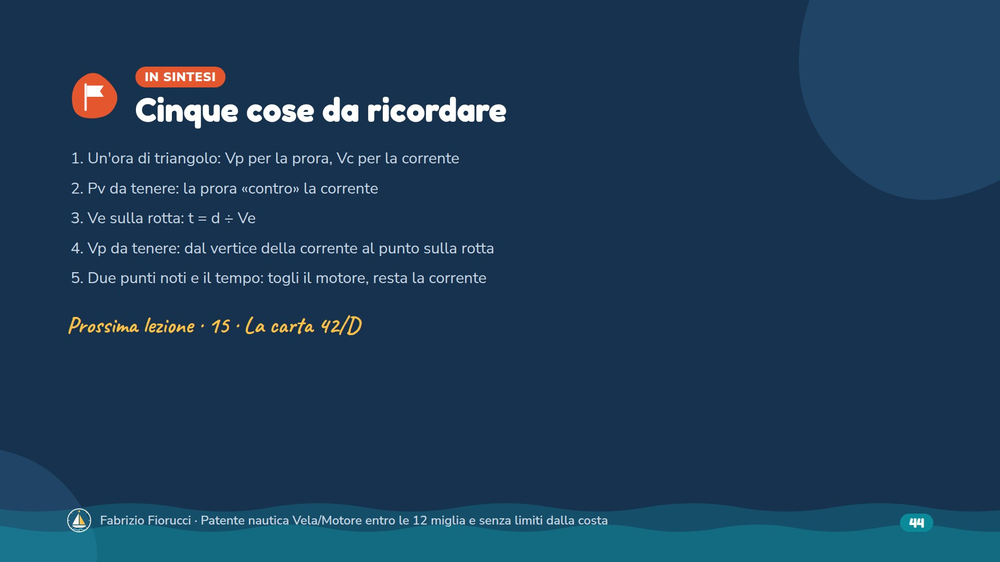 IN SINTESI
Cinque cose da ricordare
1. Un'ora di triangolo: Vp per la prora, Vc per la corrente
2. Pv da tenere: la prora «contro» la corrente
3. Ve sulla rotta: t = d ÷ Ve
4. Vp da tenere: dal vertice della corrente al punto sulla rotta
5. Due punti noti e il tempo: togli il motore, resta la corrente
Prossima lezione · 15 · La carta 42/D
Fabrizio Fiorucci · Patente nautica Vela/Motore entro le 12 miglia e senza limiti dalla costa
44